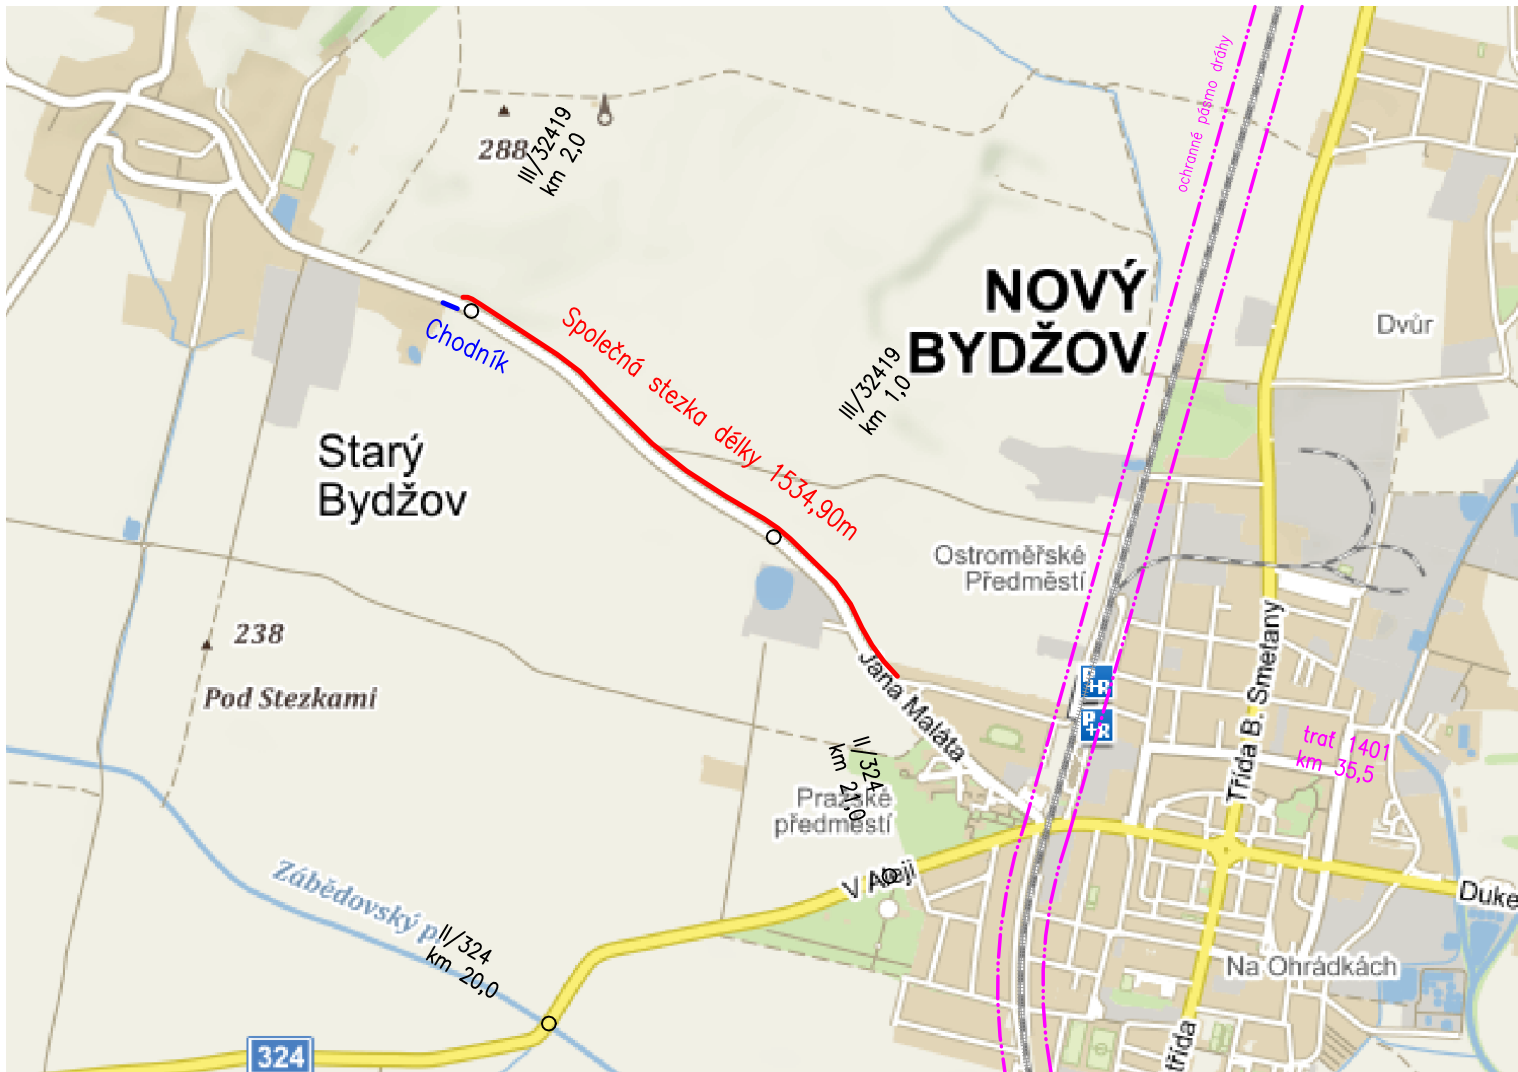 ochranné pásmo dráhy
288
III/32419
km 2,0
NOVÝ
BYDŽOV
Dvůr
Chodník
Společná stezka délky 1534,90m
III/32419
km 1,0
Starý
Bydžov
Ostroměřské
Předměstí
238
Pod Stezkami
Jana Maláta
P+R
P+R
Třída B. Smetany
trať 1401
km 35,5
II/324
km 21,0
Pražské
předměstí
V Aleji
Duke
Zábědovský p.
II/324
km 20,0
Na Ohrádkách
324
třída